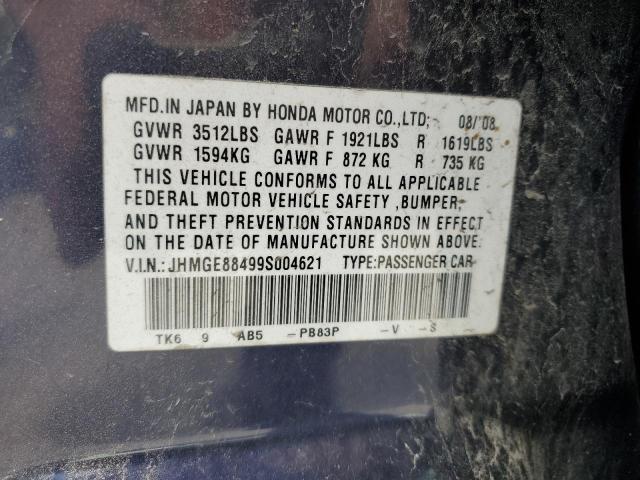 MFD.IN JAPAN BY HONDA MOTOR CO.,LTD; 08/'08
GVWR 3512LBS GAWR F 1921LBS R 1619LBS
GVWR 1594KG GAWR F 872 KG R 735 KG
THIS VEHICLE CONFORMS TO ALL APPLICABLE
FEDERAL MOTOR VEHICLE SAFETY ,BUMPER,
AND THEFT PREVENTION STANDARDS IN EFFECT
ON THE DATE OF MANUFACTURE SHOWN ABOVE.
V.I.N.: JHMGE88499S004621 TYPE:PASSENGER CAR
TK6 9 AB5 -PB83P -V -S